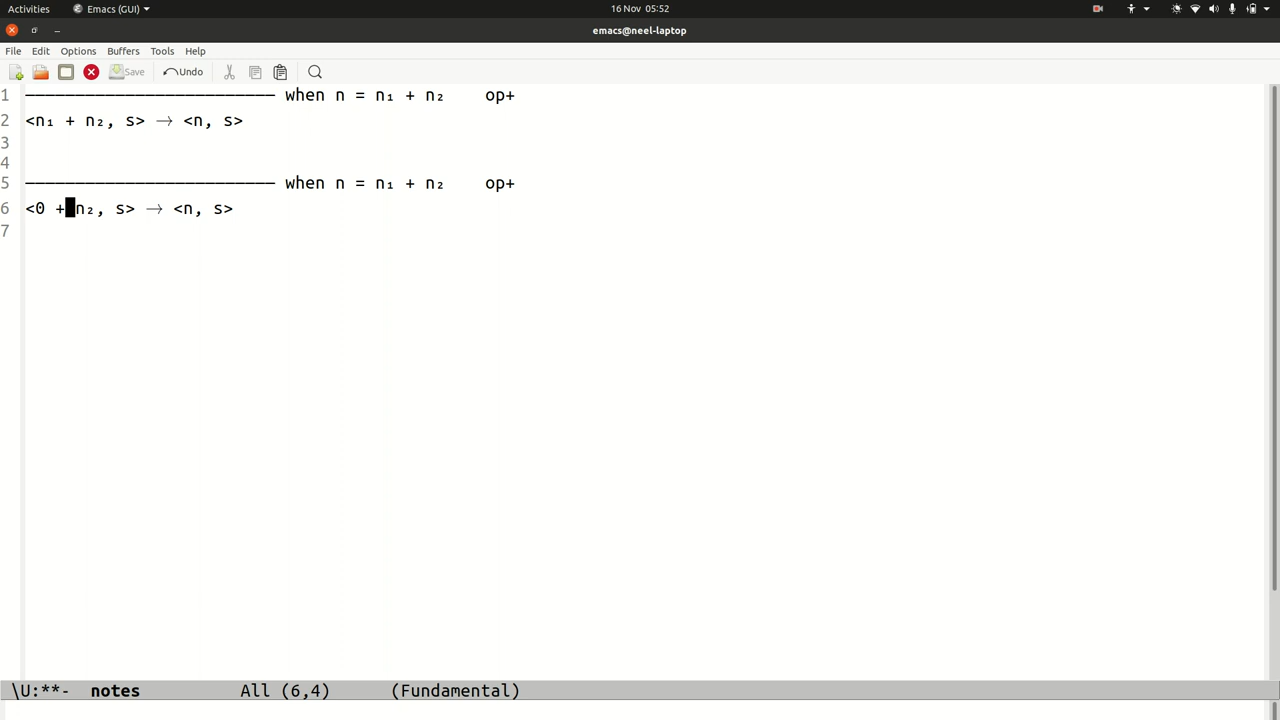 Activities Emacs (GUI) 16 Nov 05:52
emacs@neel-laptop
File Edit Options Buffers Tools Help
Save Undo
1 ───────────────────────── when n = n₁ + n₂ op+
2 <n₁ + n₂, s> → <n, s>
3
4
5 ───────────────────────── when n = n₁ + n₂ op+
6 <0 + n₂, s> → <n, s>
7
\U:**- notes All (6,4) (Fundamental)